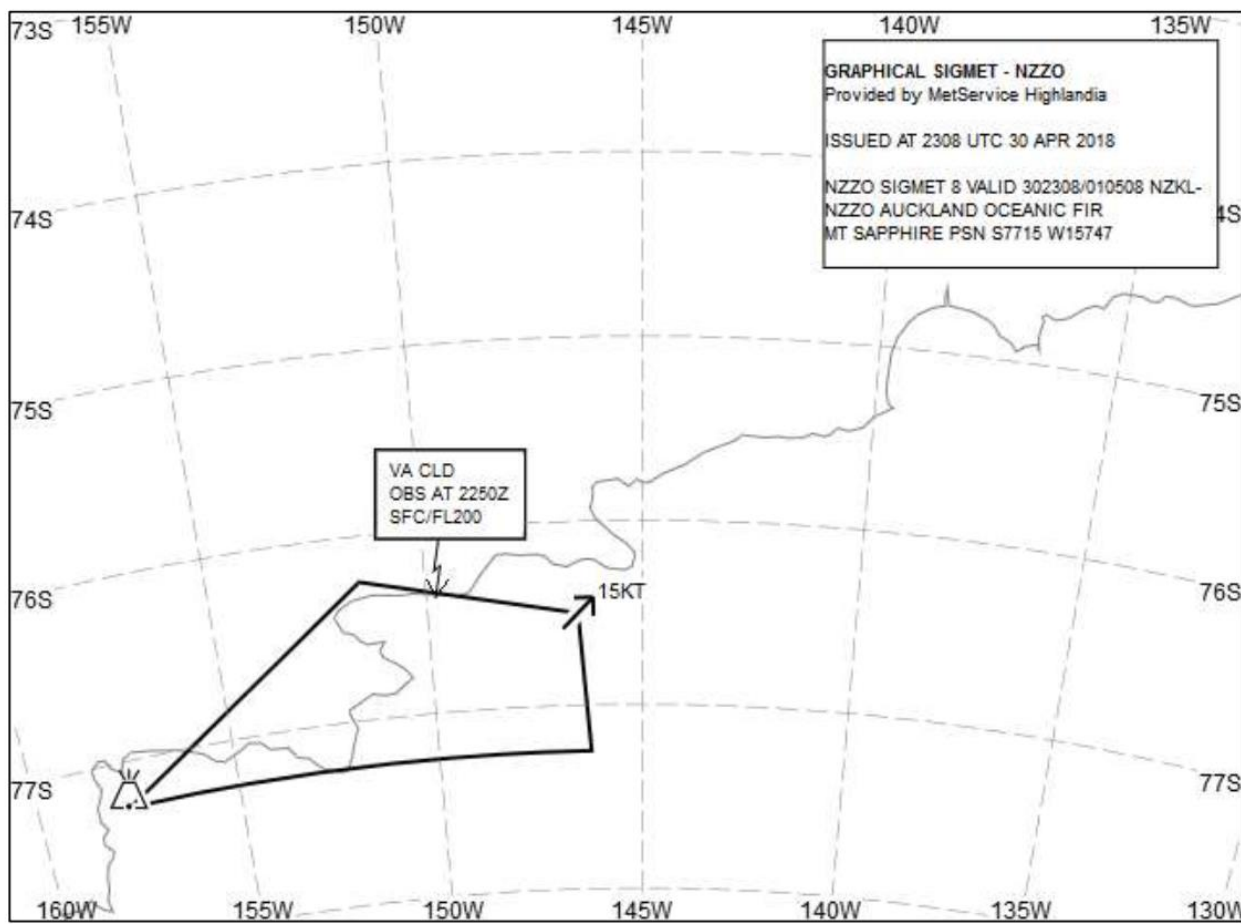 73S 155W 150W 145W 140W 135W
GRAPHICAL SIGMET - NZZO
Provided by MetService Highlandia
ISSUED AT 2308 UTC 30 APR 2018
NZZO SIGMET 8 VALID 302308/010508 NZKL-
NZZO AUCKLAND OCEANIC FIR
MT SAPPHIRE PSN S7715 W15747
74S 4S
75S 75S
VA CLD
OBS AT 2250Z
SFC/FL200
76S 15KT 76S
77S 77S
160W 155W 150W 145W 140W 135W 130W